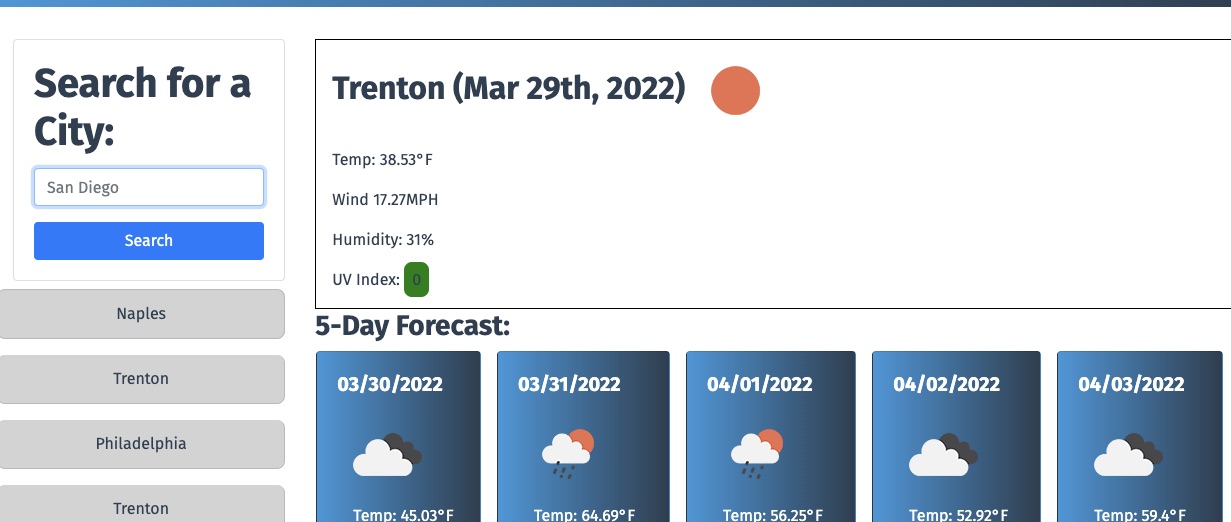 Search for a
City:
San Diego
Search
Naples
Trenton
Philadelphia
Trenton
Trenton (Mar 29th, 2022)
Temp: 38.53°F
Wind 17.27MPH
Humidity: 31%
UV Index: 0
5-Day Forecast:
03/30/2022
Temp: 45.03°F
03/31/2022
Temp: 64.69°F
04/01/2022
Temp: 56.25°F
04/02/2022
Temp: 52.92°F
04/03/2022
Temp: 59.4°F